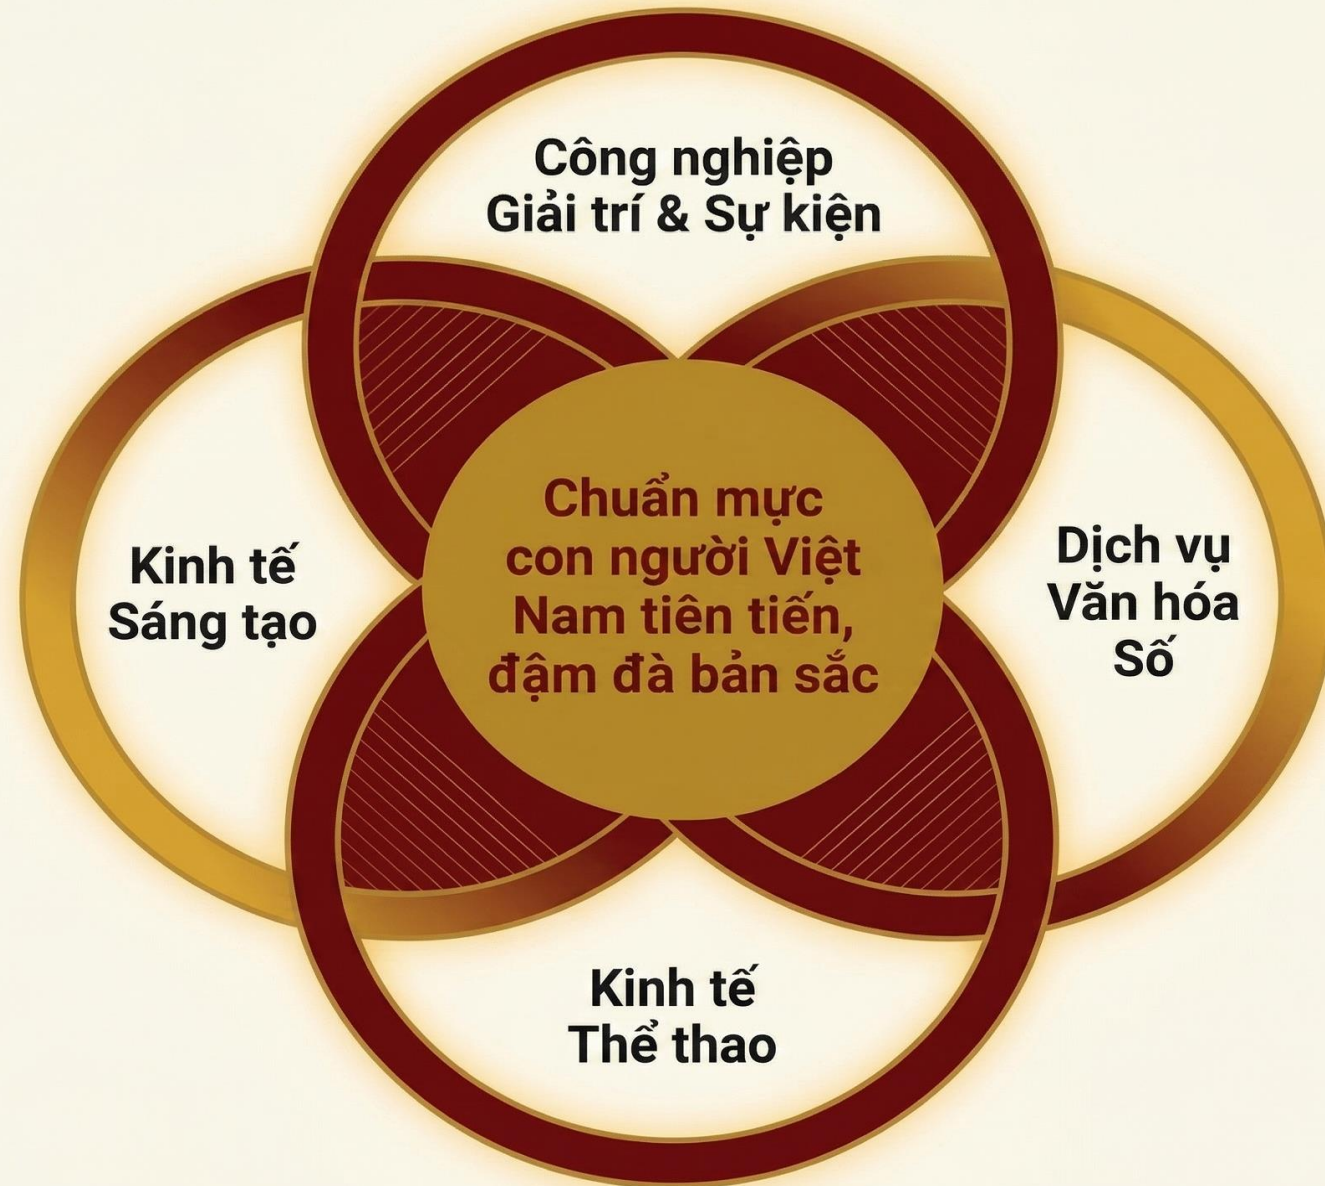 Công nghiệp
Giải trí & Sự kiện
Kinh tế
Sáng tạo
Chuẩn mực
con người Việt
Nam tiên tiến,
đậm đà bản sắc
Dịch vụ
Văn hóa
Số
Kinh tế
Thể thao